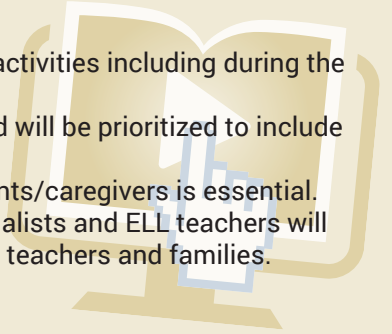 activities including during the
will be prioritized to include
nts/caregivers is essential.
alists and ELL teachers will
teachers and families.